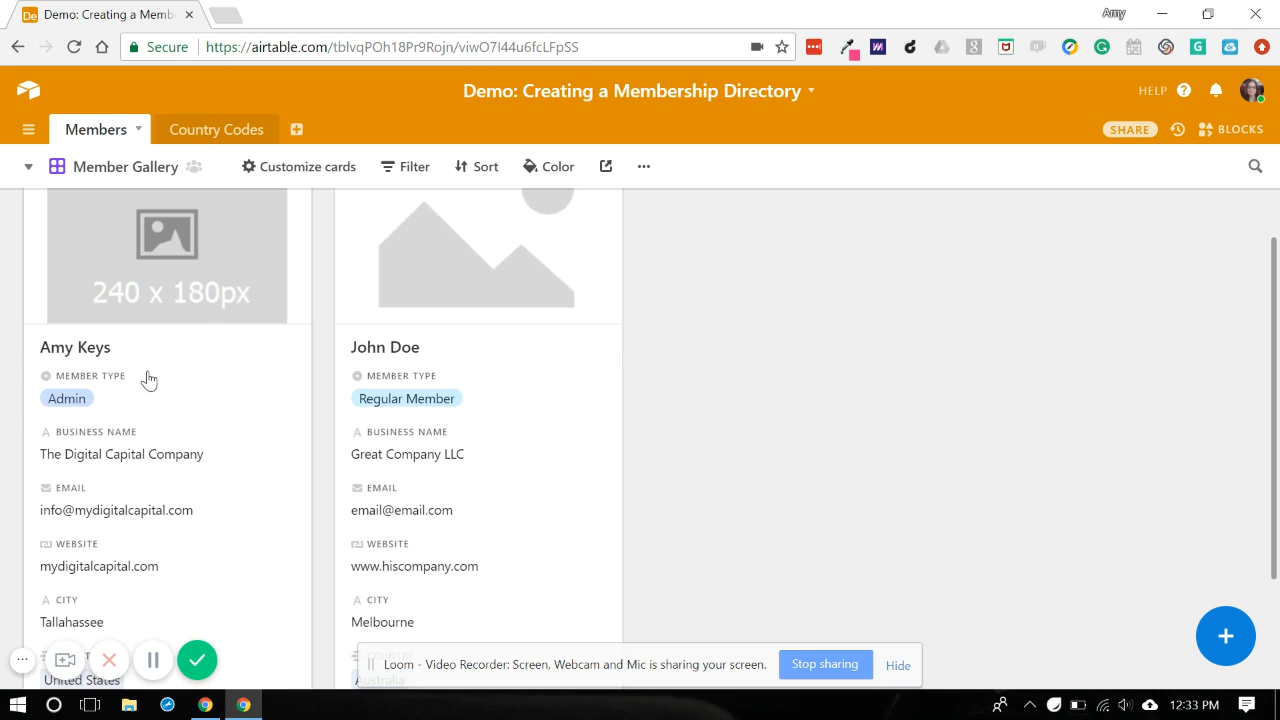 De Demo: Creating a Memb
Amy
Secure https://airtable.com/tblvqPOh18Pr9Rojn/viwO7l44u6fcLFpSS
Demo: Creating a Membership Directory
HELP
Members
Country Codes
SHARE
BLOCKS
Member Gallery
Customize cards
Filter
Sort
Color
240 x 180px
Amy Keys
MEMBER TYPE
Admin
BUSINESS NAME
The Digital Capital Company
EMAIL
info@mydigitalcapital.com
WEBSITE
mydigitalcapital.com
CITY
Tallahassee
United States
John Doe
MEMBER TYPE
Regular Member
BUSINESS NAME
Great Company LLC
EMAIL
email@email.com
WEBSITE
www.hiscompany.com
CITY
Melbourne
COUNTRY
Australia
Loom - Video Recorder: Screen, Webcam and Mic is sharing your screen.
Stop sharing
Hide
12:33 PM